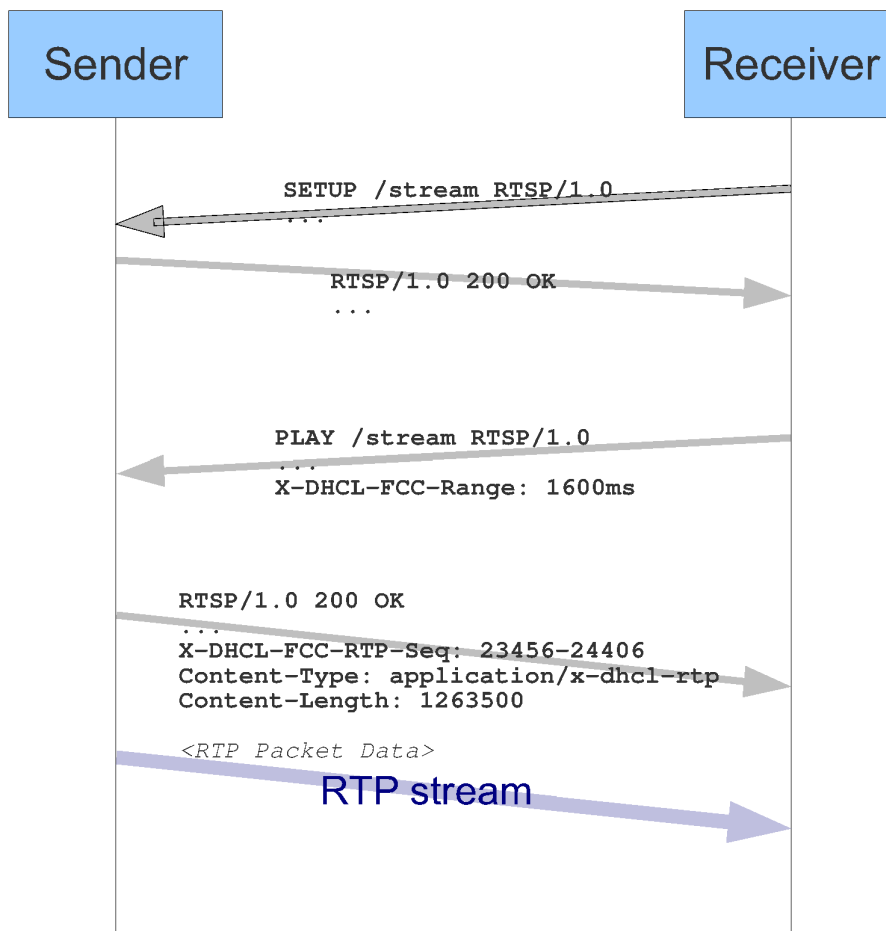 Sender
Receiver
SETUP /stream RTSP/1.0
...
RTSP/1.0 200 OK
...
PLAY /stream RTSP/1.0
...
X-DHCL-FCC-Range: 1600ms
RTSP/1.0 200 OK
...
X-DHCL-FCC-RTP-Seq: 23456-24406
Content-Type: application/x-dhcl-rtp
Content-Length: 1263500
<RTP Packet Data>
RTP stream